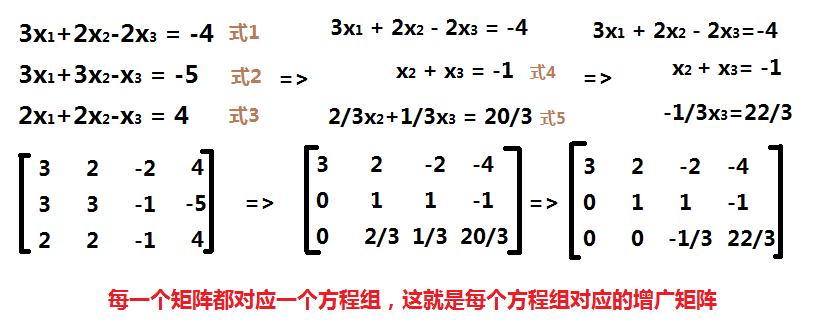 3x1+2x2-2x3 = -4 式1
3x1+3x2-x3 = -5 式2
2x1+2x2-x3 = 4 式3
=>
3x1 + 2x2 - 2x3 = -4
x2 + x3 = -1 式4
2/3x2+1/3x3 = 20/3 式5
=>
3x1 + 2x2 - 2x3=-4
x2 + x3= -1
-1/3x3=22/3
3 2 -2 4
3 3 -1 -5
2 2 -1 4
=>
3 2 -2 -4
0 1 1 -1
0 2/3 1/3 20/3
=>
3 2 -2 -4
0 1 1 -1
0 0 -1/3 22/3
每一个矩阵都对应一个方程组，这就是每个方程组对应的增广矩阵